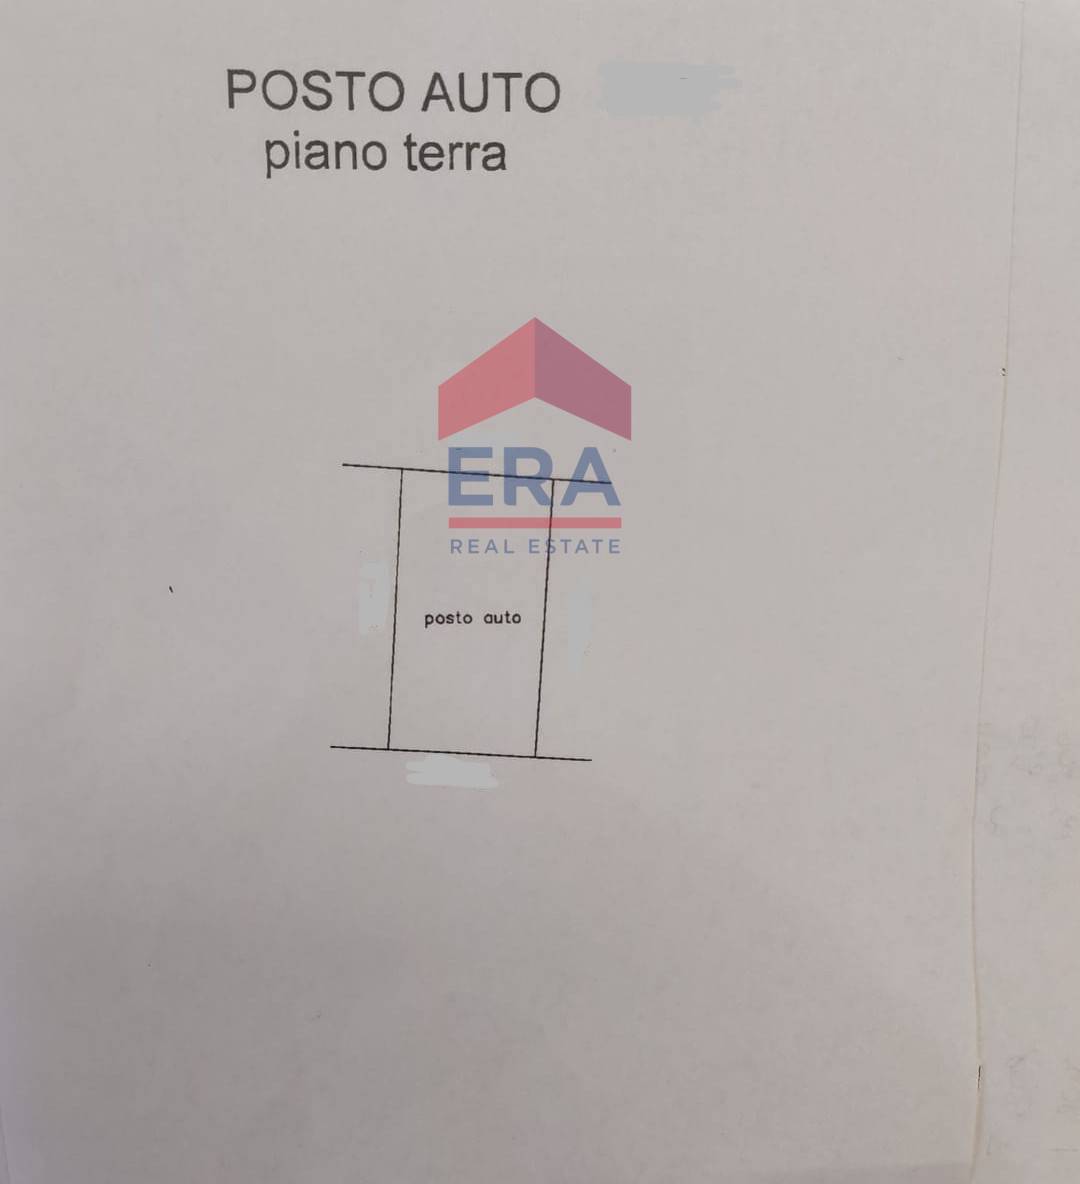 POSTO AUTO
piano terra
ERA
REAL ESTATE
posto auto